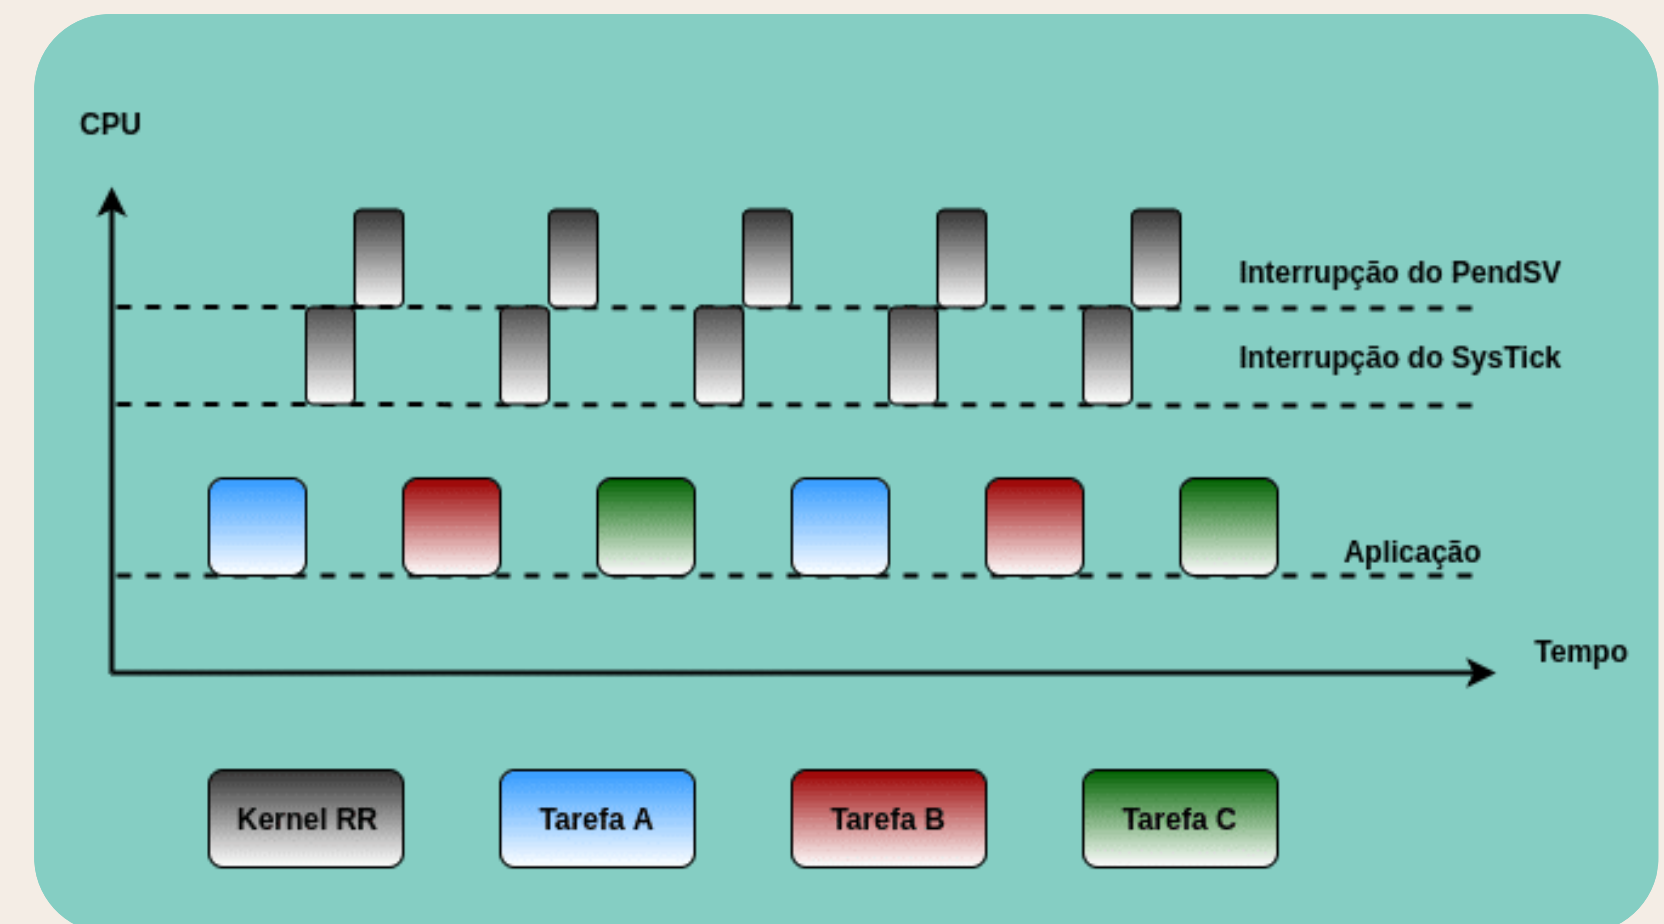 CPU
Interrupção do PendSV
Interrupção do SysTick
Aplicação
Tempo
Kernel RR
Tarefa A
Tarefa B
Tarefa C